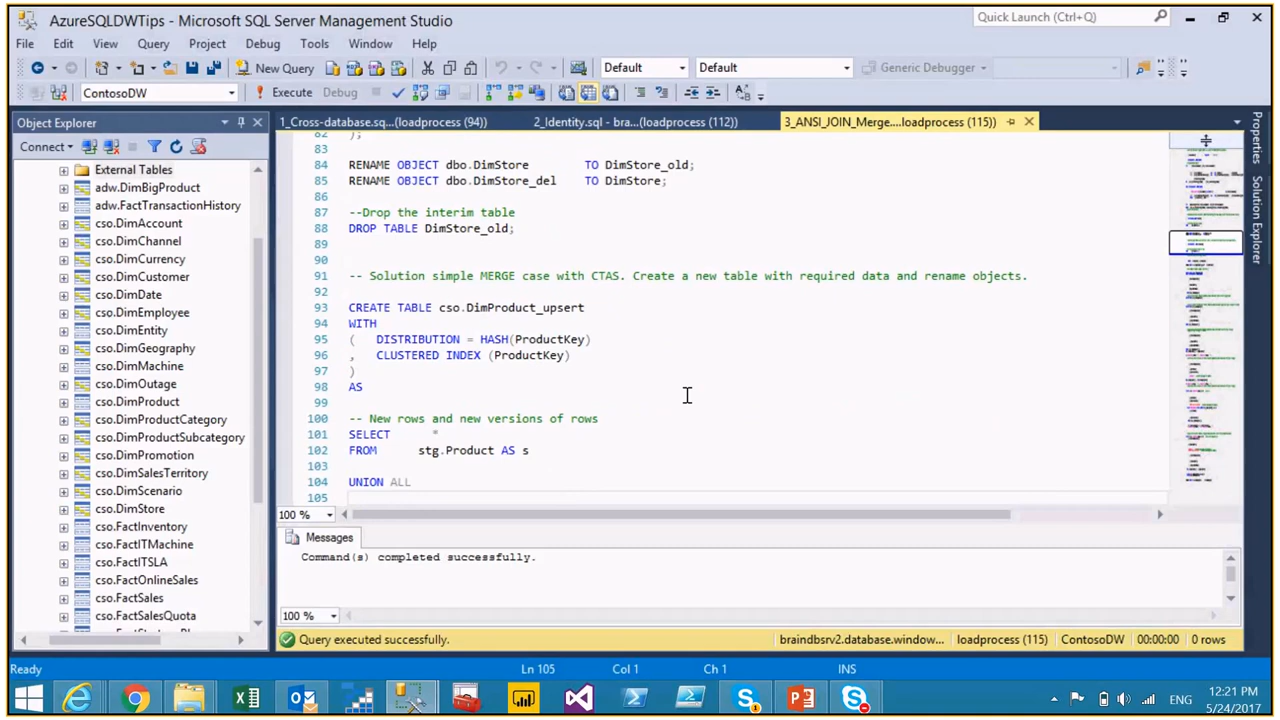 AzureSQLDWTips - Microsoft SQL Server Management Studio
Quick Launch (Ctrl+Q)
File Edit View Query Project Debug Tools Window Help
New Query
Default
Default
Generic Debugger
ContosoDW
Execute
Debug
Object Explorer
1_Cross-database.sq...(loadprocess (94))
2_Identity.sql - bra...(loadprocess (112))
3_ANSI_JOIN_Merge....loadprocess (115))
Connect
External Tables
adw.DimBigProduct
adw.FactTransactionHistory
cso.DimAccount
cso.DimChannel
cso.DimCurrency
cso.DimCustomer
cso.DimDate
cso.DimEmployee
cso.DimEntity
cso.DimGeography
cso.DimMachine
cso.DimOutage
cso.DimProduct
cso.DimProductCategory
cso.DimProductSubcategory
cso.DimPromotion
cso.DimSalesTerritory
cso.DimScenario
cso.DimStore
cso.FactInventory
cso.FactITMachine
cso.FactITSLA
cso.FactOnlineSales
cso.FactSales
cso.FactSalesQuota
82 );
83
84 RENAME OBJECT dbo.DimStore TO DimStore_old;
85 RENAME OBJECT dbo.DimStore_del TO DimStore;
86
87 --Drop the interim table
88 DROP TABLE DimStore_old;
91 -- Solution simple MERGE case with CTAS. Create a new table with required data and rename objects.
92
93 CREATE TABLE cso.DimProduct_upsert
94 WITH
95 ( DISTRIBUTION = HASH(ProductKey)
96 , CLUSTERED INDEX (ProductKey)
97 )
98 AS
99
100 -- New rows and new versions of rows
101 SELECT *
102 FROM stg.Product AS s
103
104 UNION ALL
105
100 %
Messages
Command(s) completed successfully.
100 %
Query executed successfully.
braindbsrv2.database.window...
loadprocess (115)
ContosoDW
00:00:00
0 rows
Properties
Solution Explorer
Ready
Ln 105
Col 1
Ch 1
INS
ENG
12:21 PM
5/24/2017